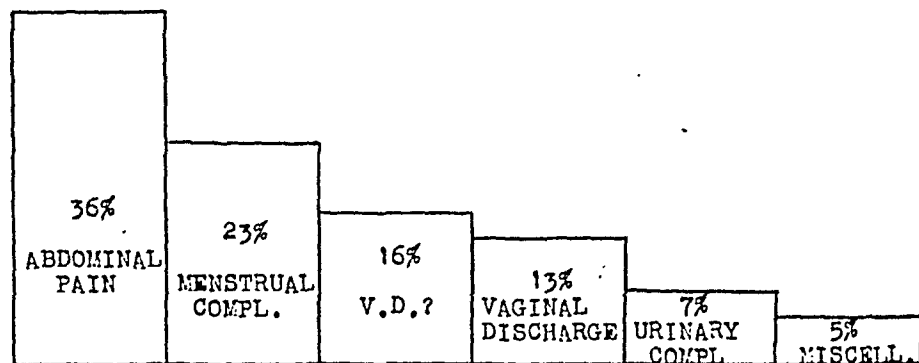 36%
ABDOMINAL
PAIN
23%
MENSTRUAL
COMPL.
16%
V.D.?
13%
VAGINAL
DISCHARGE
7%
URINARY
COMPL.
5%
MISCELL.